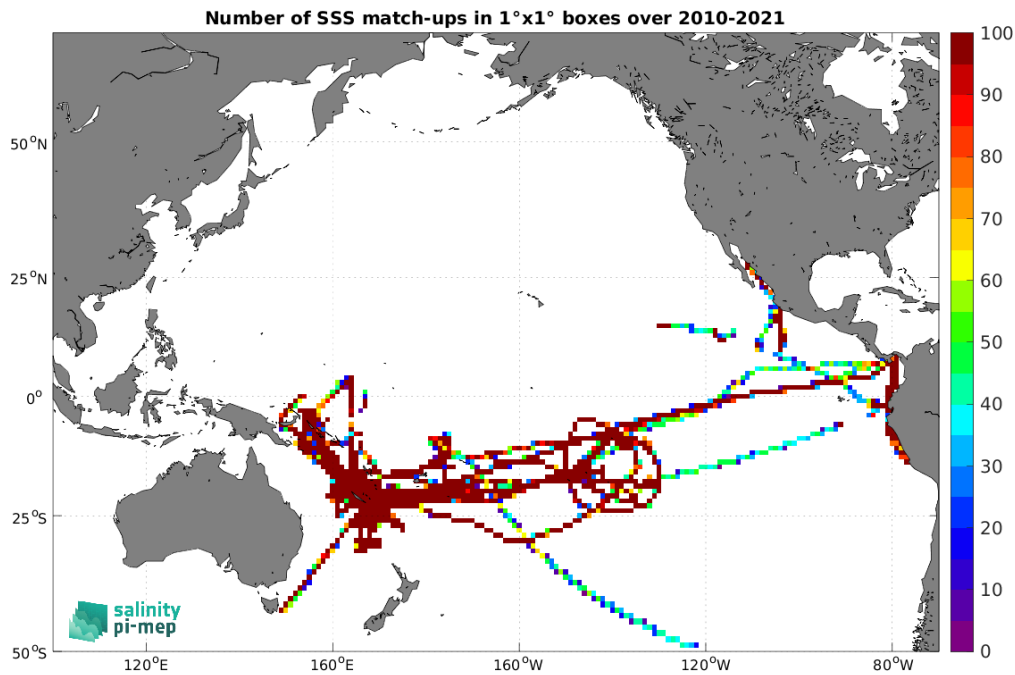 Number of SSS match-ups in 1°x1° boxes over 2010-2021
100
90
80
70
60
50
40
30
20
10
0
50°N
25°N
0°
25°S
50°S
120°E
160°E
160°W
120°W
80°W
salinity
pi-mep